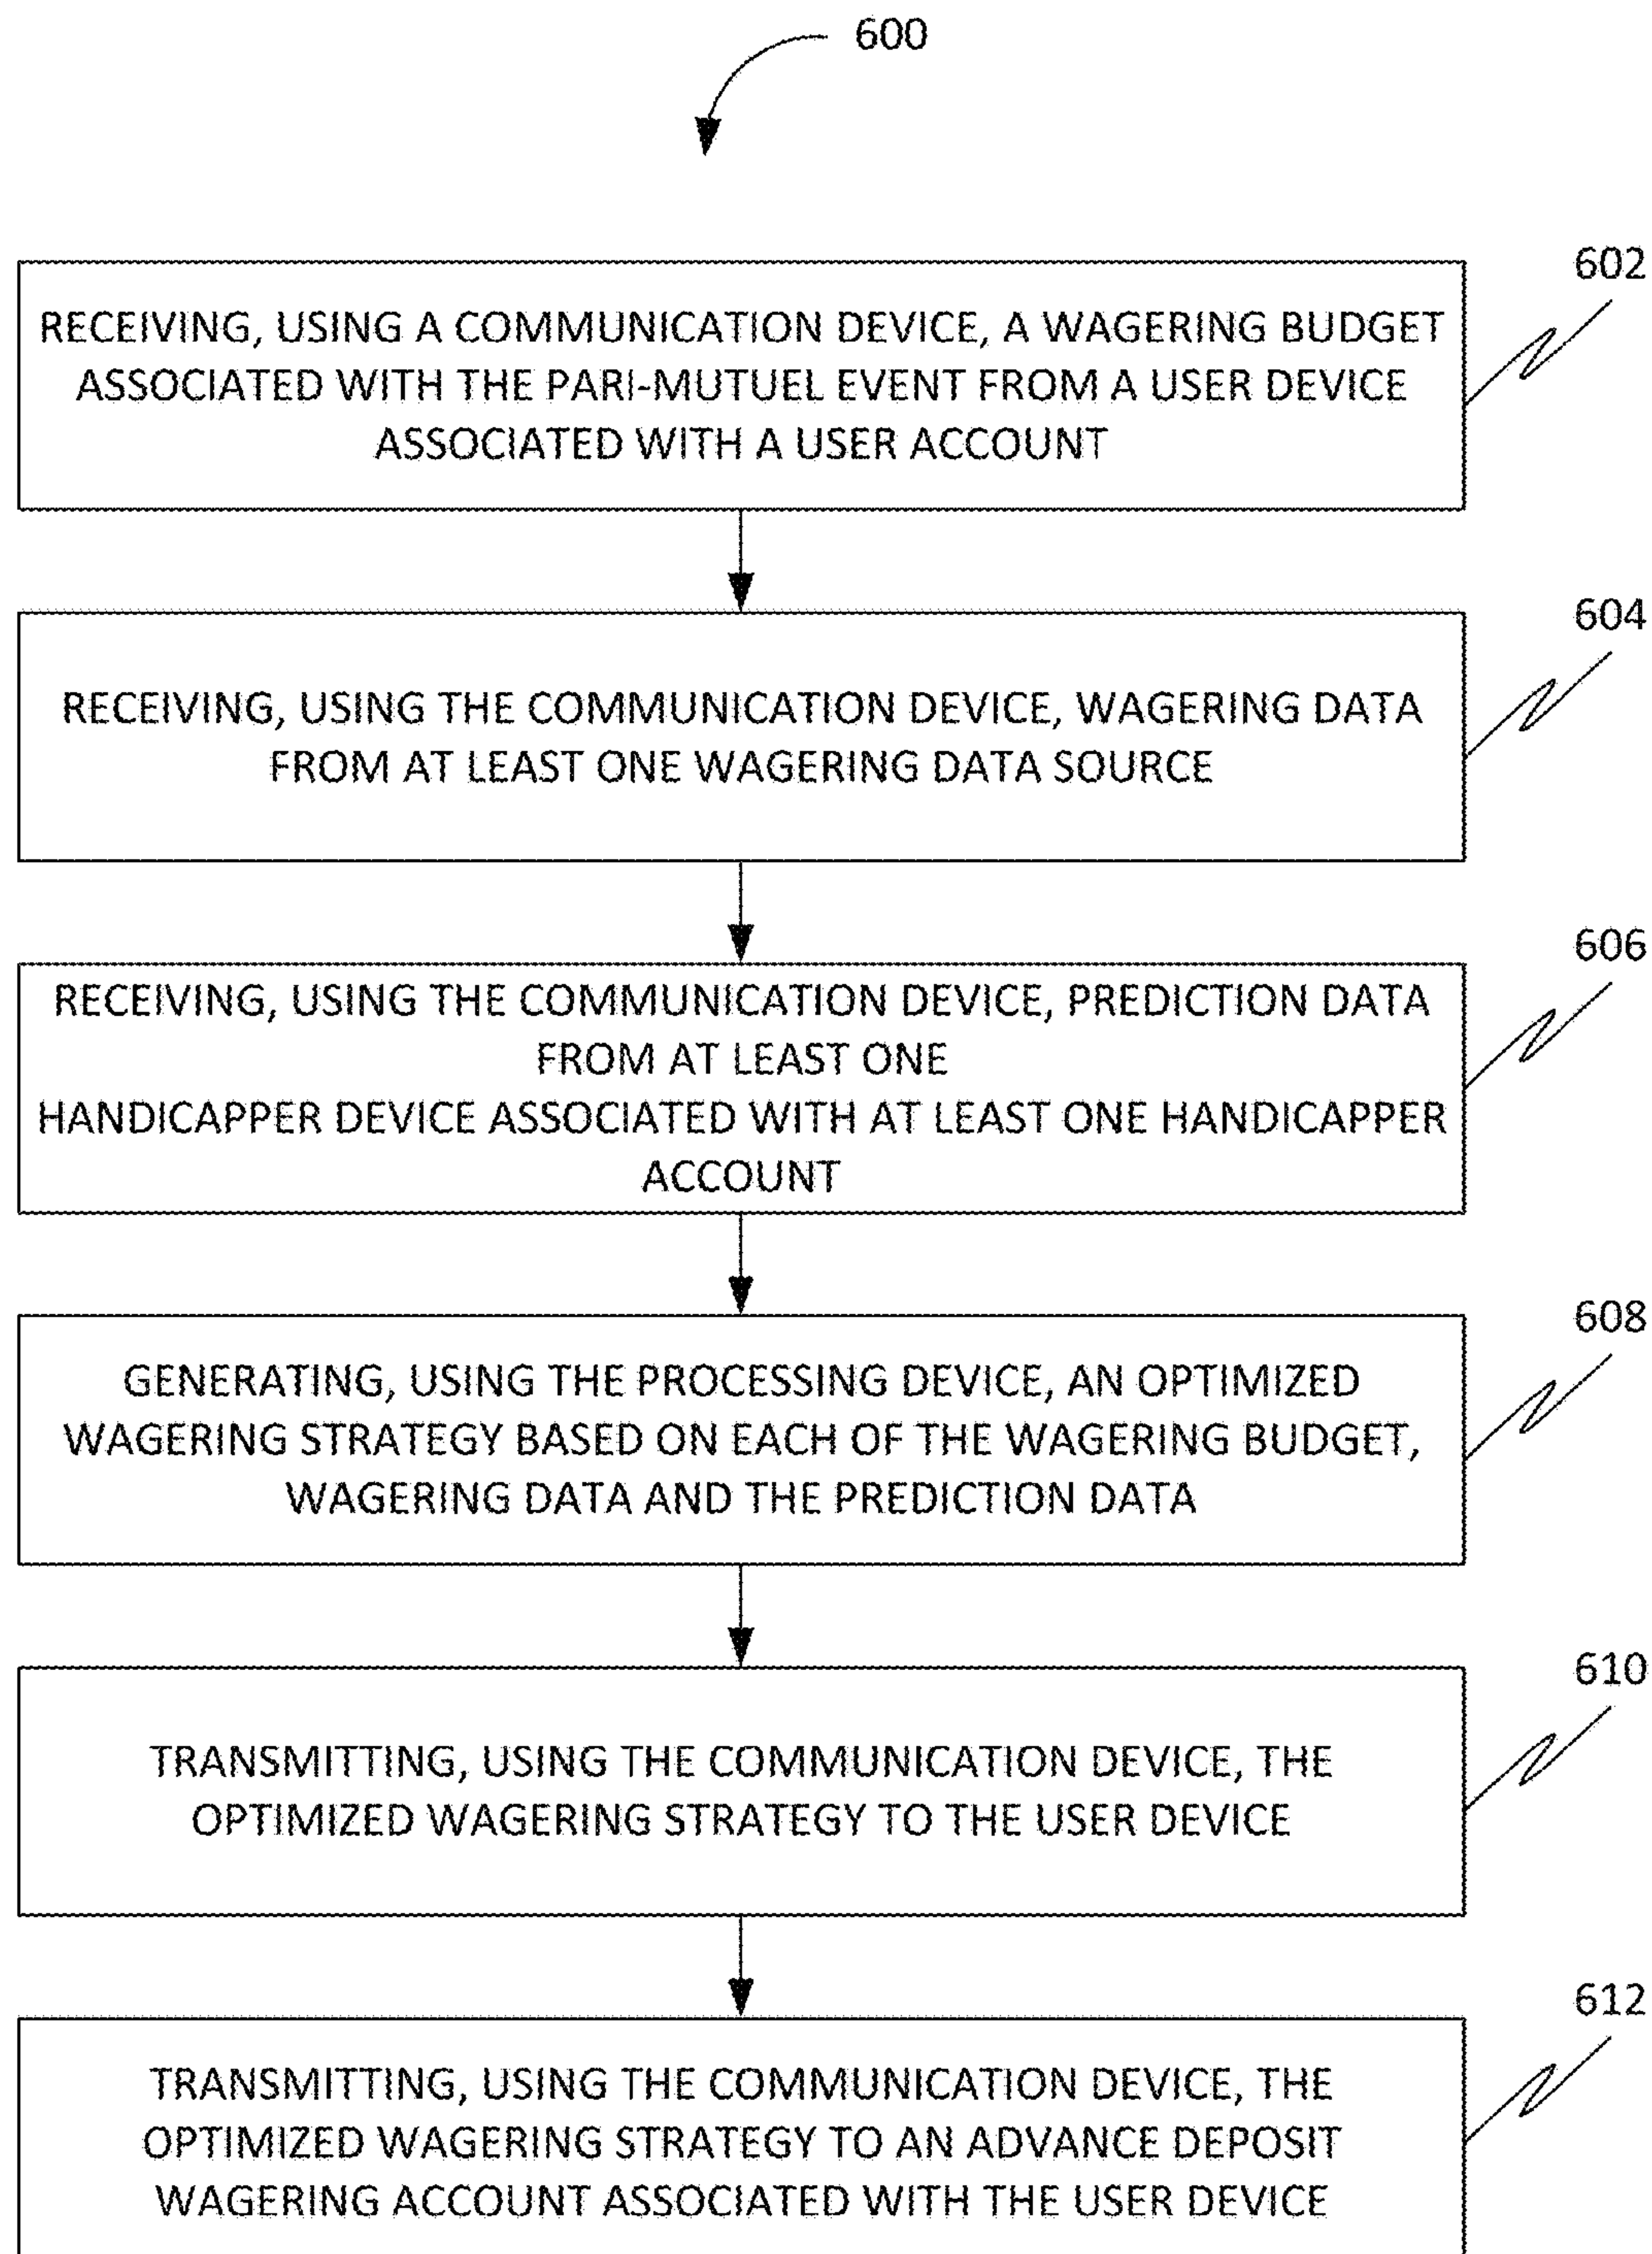 600
602
RECEIVING, USING A COMMUNICATION DEVICE, A WAGERING BUDGET
ASSOCIATED WITH THE PARI-MUTUEL EVENT FROM A USER DEVICE
ASSOCIATED WITH A USER ACCOUNT
604
RECEIVING, USING THE COMMUNICATION DEVICE, WAGERING DATA
FROM AT LEAST ONE WAGERING DATA SOURCE
606
RECEIVING, USING THE COMMUNICATION DEVICE, PREDICTION DATA
FROM AT LEAST ONE
HANDICAPPER DEVICE ASSOCIATED WITH AT LEAST ONE HANDICAPPER
ACCOUNT
608
GENERATING, USING THE PROCESSING DEVICE, AN OPTIMIZED
WAGERING STRATEGY BASED ON EACH OF THE WAGERING BUDGET,
WAGERING DATA AND THE PREDICTION DATA
610
TRANSMITTING, USING THE COMMUNICATION DEVICE, THE
OPTIMIZED WAGERING STRATEGY TO THE USER DEVICE
612
TRANSMITTING, USING THE COMMUNICATION DEVICE, THE
OPTIMIZED WAGERING STRATEGY TO AN ADVANCE DEPOSIT
WAGERING ACCOUNT ASSOCIATED WITH THE USER DEVICE